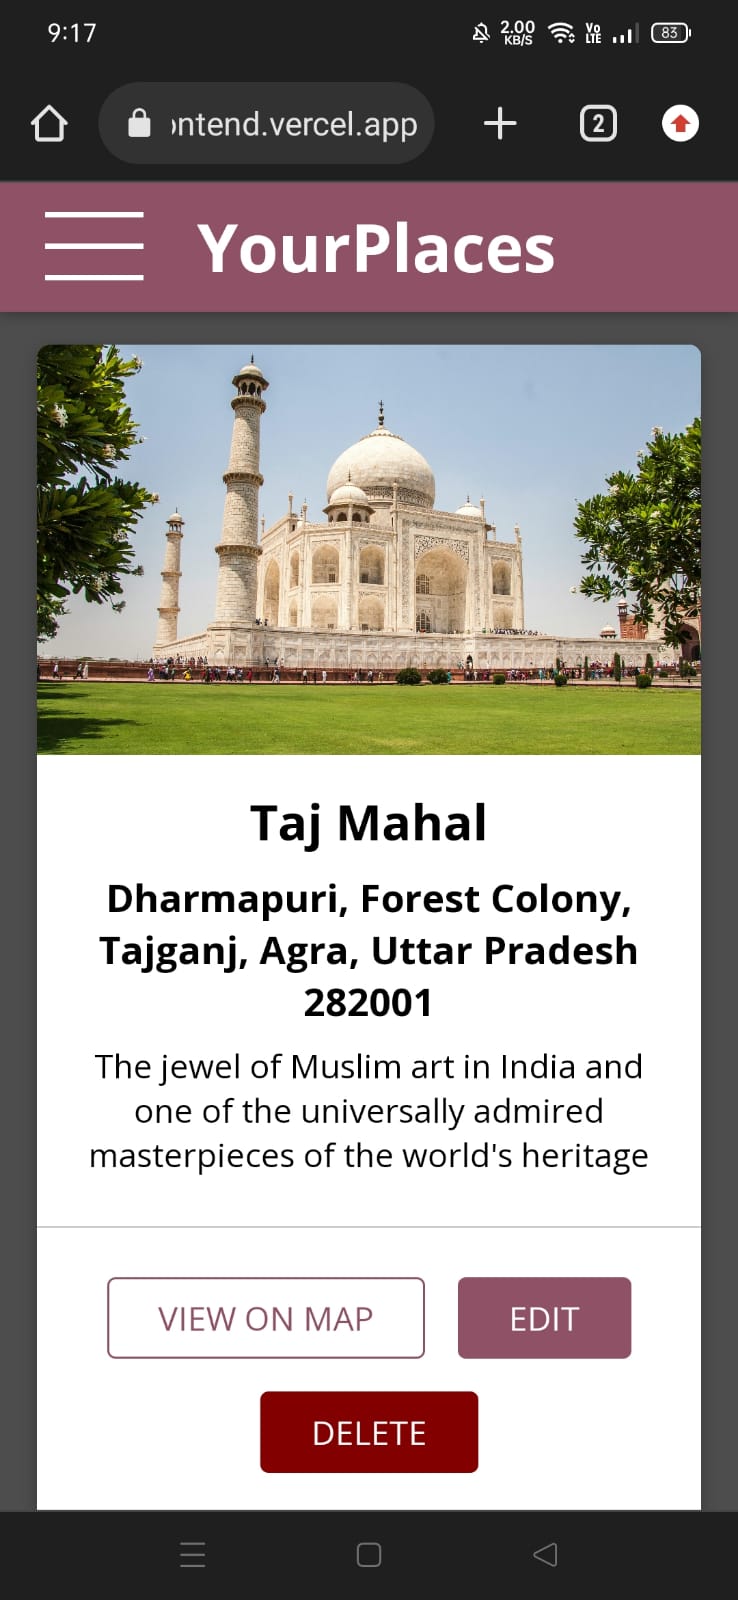 9:17
2.00
KB/S
Vo
LTE
83
ontend.vercel.app
2
YourPlaces
Taj Mahal
Dharmapuri, Forest Colony,
Tajganj, Agra, Uttar Pradesh
282001
The jewel of Muslim art in India and
one of the universally admired
masterpieces of the world's heritage
VIEW ON MAP
EDIT
DELETE